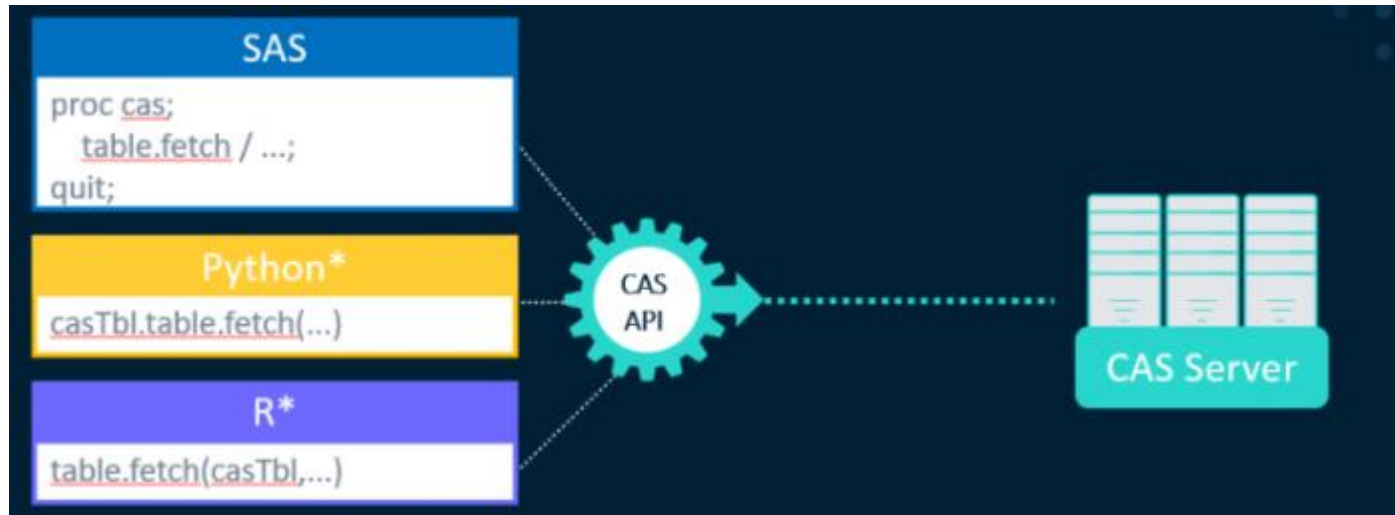 SAS
proc cas;
table.fetch / ...;
quit;
Python*
casTbl.table.fetch(...)
R*
table.fetch(casTbl,...)
CAS
API
CAS Server